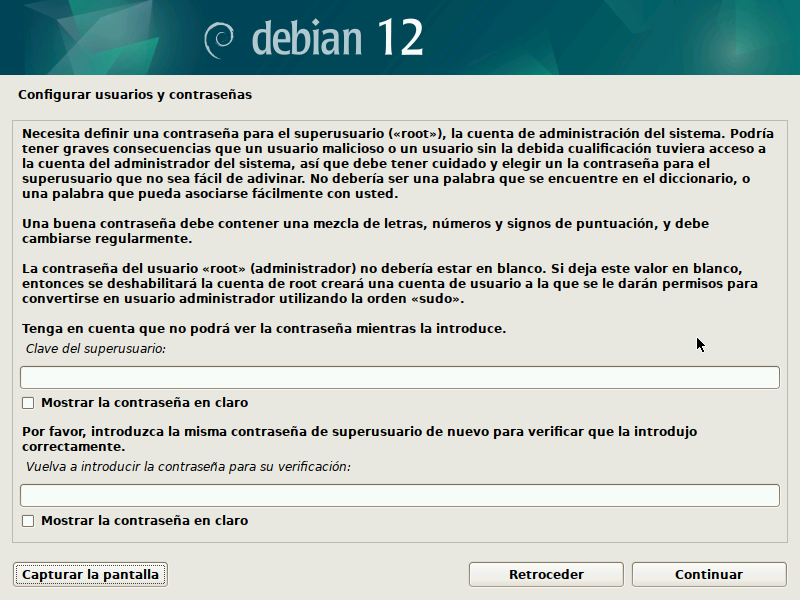 debian 12
Configurar usuarios y contraseñas
Necesita definir una contraseña para el superusuario («root»), la cuenta de administración del sistema. Podría
tener graves consecuencias que un usuario malicioso o un usuario sin la debida cualificación tuviera acceso a
la cuenta del administrador del sistema, así que debe tener cuidado y elegir un la contraseña para el
superusuario que no sea fácil de adivinar. No debería ser una palabra que se encuentre en el diccionario, o
una palabra que pueda asociarse fácilmente con usted.
Una buena contraseña debe contener una mezcla de letras, números y signos de puntuación, y debe
cambiarse regularmente.
La contraseña del usuario «root» (administrador) no debería estar en blanco. Si deja este valor en blanco,
entonces se deshabilitará la cuenta de root creará una cuenta de usuario a la que se le darán permisos para
convertirse en usuario administrador utilizando la orden «sudo».
Tenga en cuenta que no podrá ver la contraseña mientras la introduce.
Clave del superusuario:
Mostrar la contraseña en claro
Por favor, introduzca la misma contraseña de superusuario de nuevo para verificar que la introdujo
correctamente.
Vuelva a introducir la contraseña para su verificación:
Mostrar la contraseña en claro
Capturar la pantalla
Retroceder
Continuar